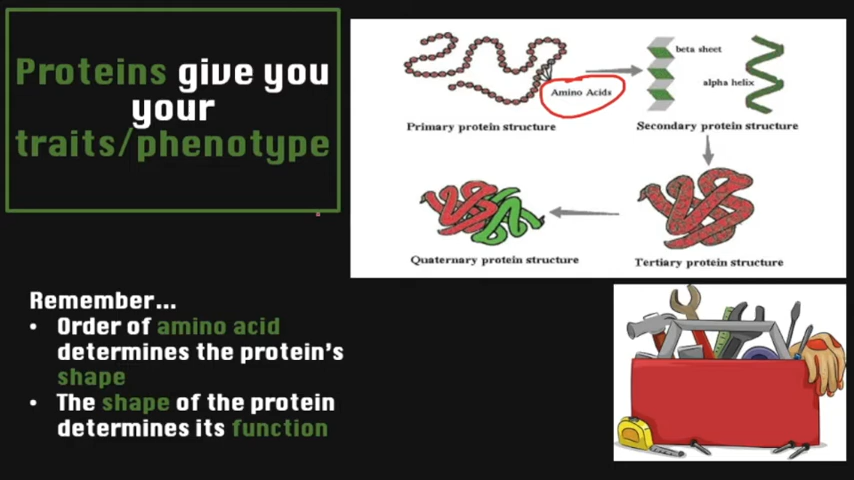 Proteins give you
your
traits/phenotype
beta sheet
Amino Acids
alpha helix
Primary protein structure
Secondary protein structure
Quaternary protein structure
Tertiary protein structure
Remember...
• Order of amino acid
determines the protein's
shape
• The shape of the protein
determines its function